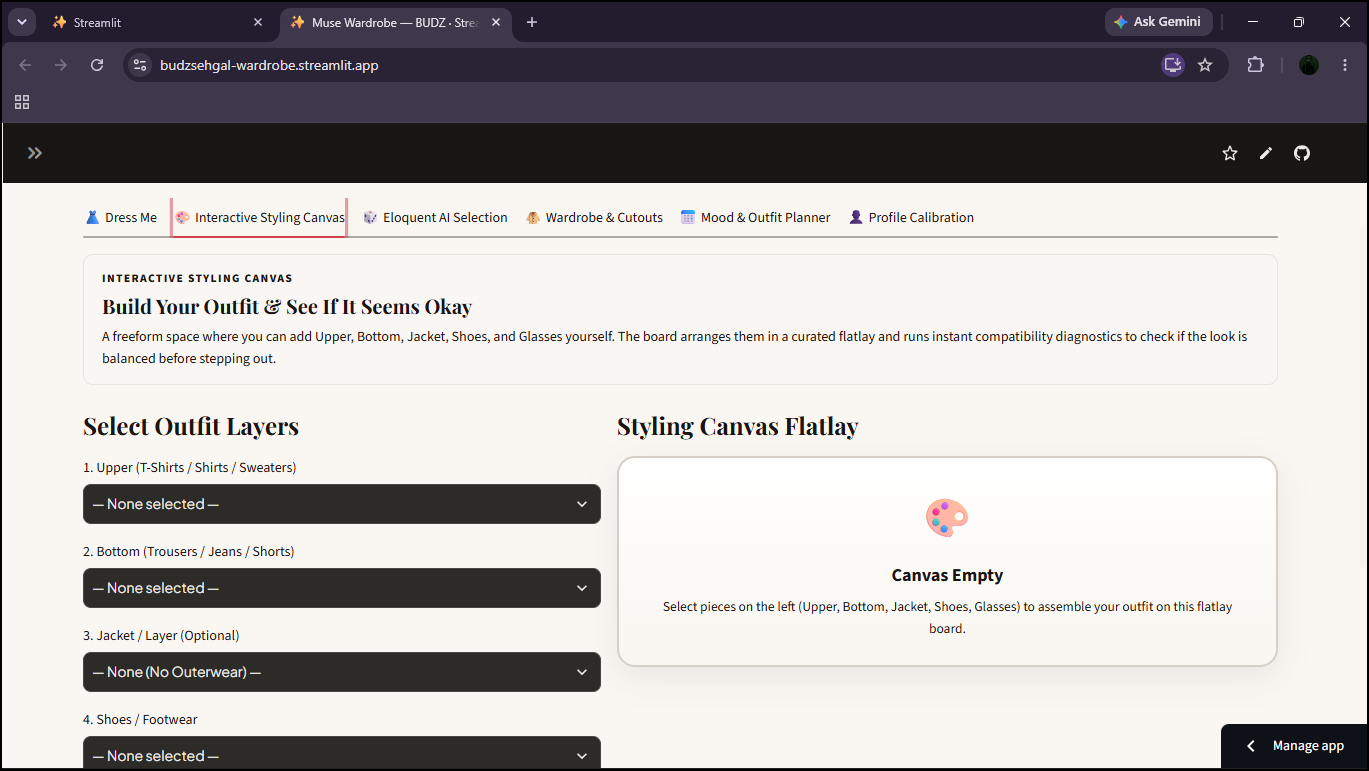 Streamlit
Muse Wardrobe — BUDZ · Strea
Ask Gemini
budzsehgal-wardrobe.streamlit.app
Dress Me
Interactive Styling Canvas
Eloquent AI Selection
Wardrobe & Cutouts
Mood & Outfit Planner
Profile Calibration
INTERACTIVE STYLING CANVAS
Build Your Outfit & See If It Seems Okay
A freeform space where you can add Upper, Bottom, Jacket, Shoes, and Glasses yourself. The board arranges them in a curated flatlay and runs instant compatibility diagnostics to check if the look is
balanced before stepping out.
Select Outfit Layers
1. Upper (T-Shirts / Shirts / Sweaters)
— None selected —
2. Bottom (Trousers / Jeans / Shorts)
— None selected —
3. Jacket / Layer (Optional)
— None (No Outerwear) —
4. Shoes / Footwear
— None selected —
Styling Canvas Flatlay
Canvas Empty
Select pieces on the left (Upper, Bottom, Jacket, Shoes, Glasses) to assemble your outfit on this flatlay
board.
Manage app